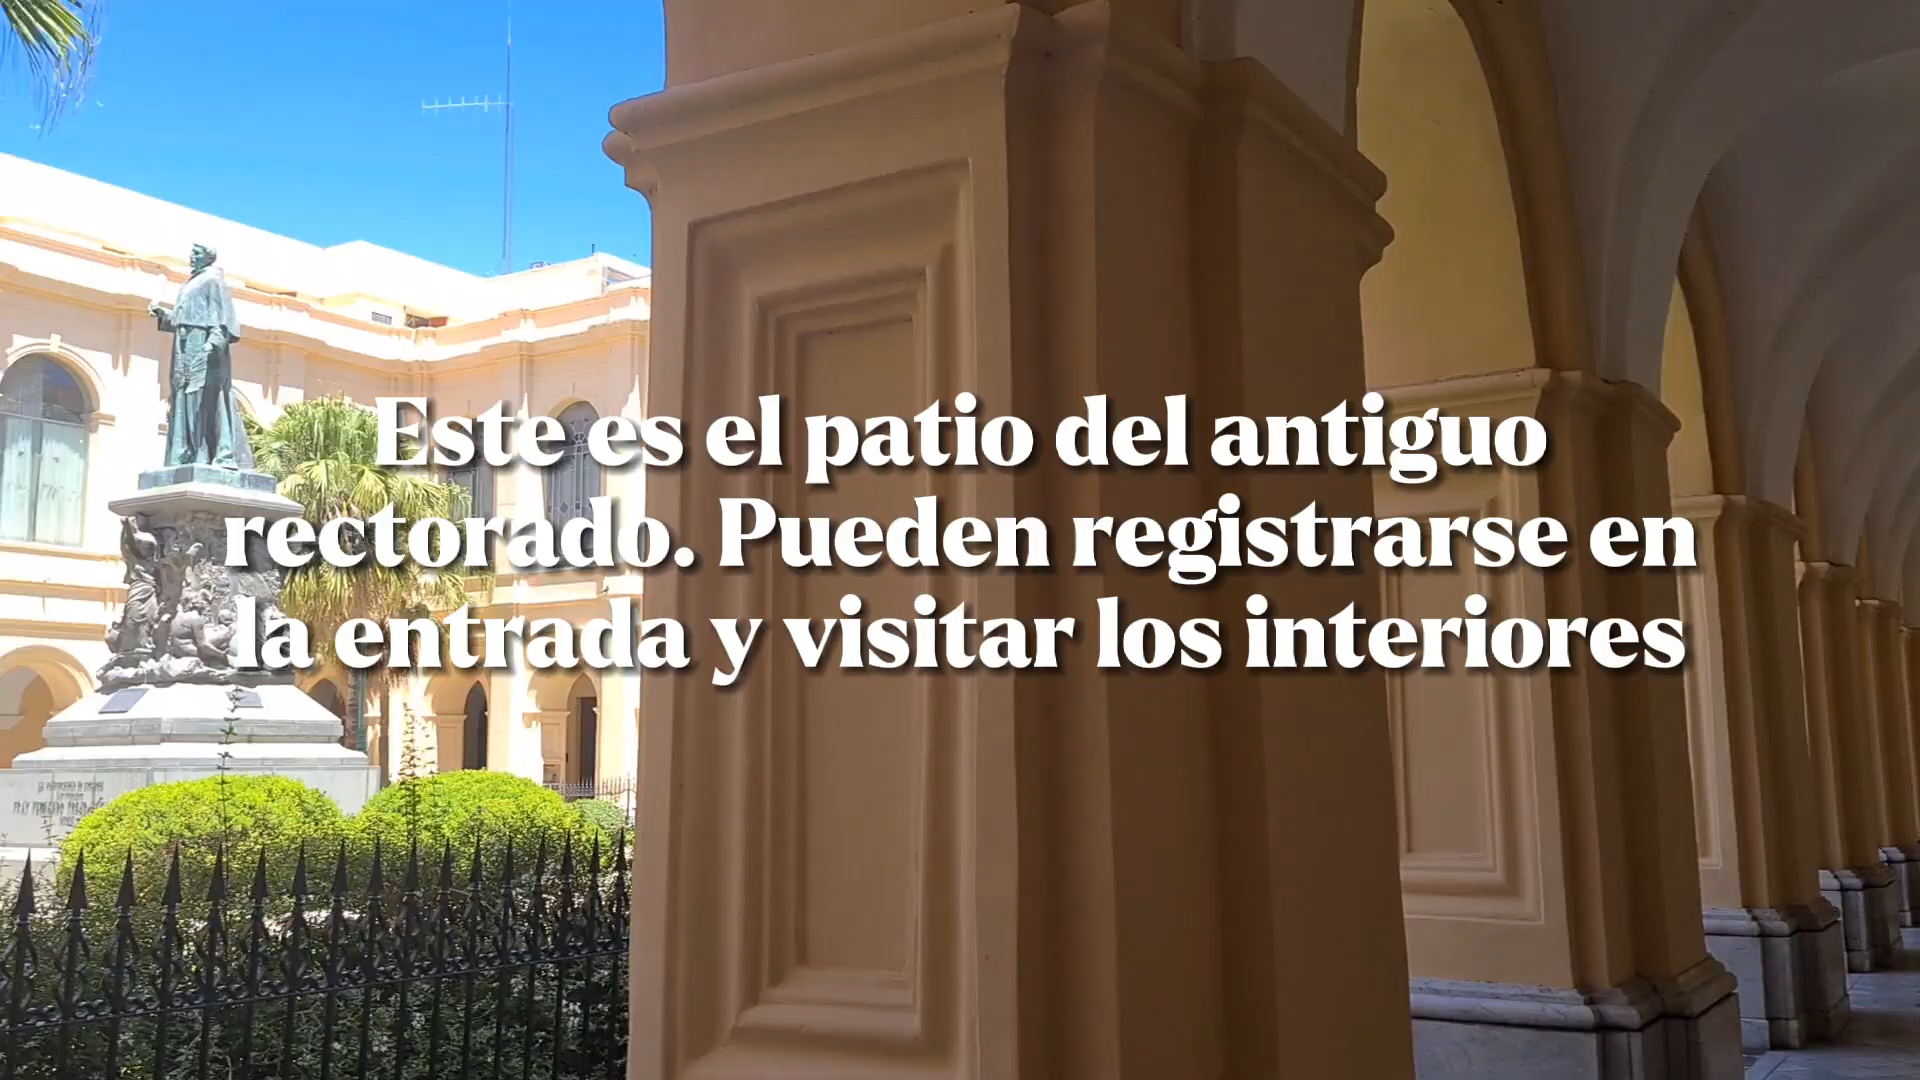 Este es el patio del antiguo
rectorado. Pueden registrarse en
la entrada y visitar los interiores